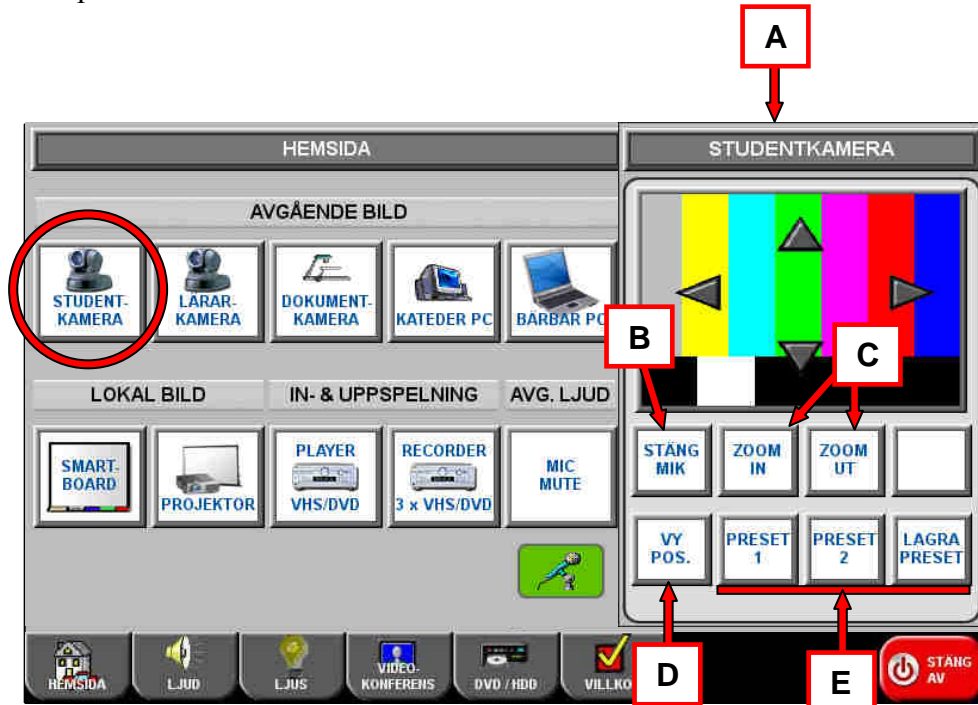 A
HEMSIDA
STUDENTKAMERA
AVGÅENDE BILD
STUDENT-
KAMERA
LÄRAR-
KAMERA
DOKUMENT-
KAMERA
KATEDER PC
BÄRBAR PC
B
C
LOKAL BILD
IN- & UPPSPELNING
AVG. LJUD
SMART-
BOARD
PROJEKTOR
PLAYER
VHS/DVD
RECORDER
3 x VHS/DVD
MIC
MUTE
STÄNG
MIK
ZOOM
IN
ZOOM
UT
VY
POS.
PRESET
1
PRESET
2
LAGRA
PRESET
D
E
HEMSIDA
LJUD
LJUS
VIDEO-
KONFERENS
DVD / HDD
VILLKO
STÄNG
AV